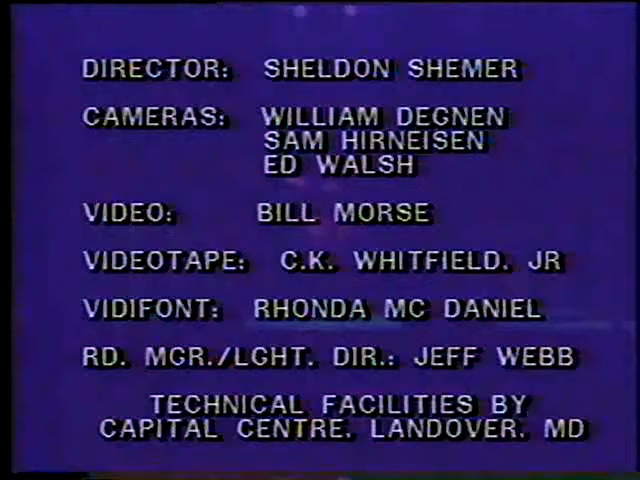 DIRECTOR: SHELDON SHEMER
CAMERAS: WILLIAM DEGNEN
SAM HIRNEISEN
ED WALSH
VIDEO: BILL MORSE
VIDEOTAPE: C.K. WHITFIELD, JR
VIDIFONT: RHONDA MC DANIEL
RD. MGR./LGHT. DIR.: JEFF WEBB
TECHNICAL FACILITIES BY
CAPITAL CENTRE, LANDOVER, MD